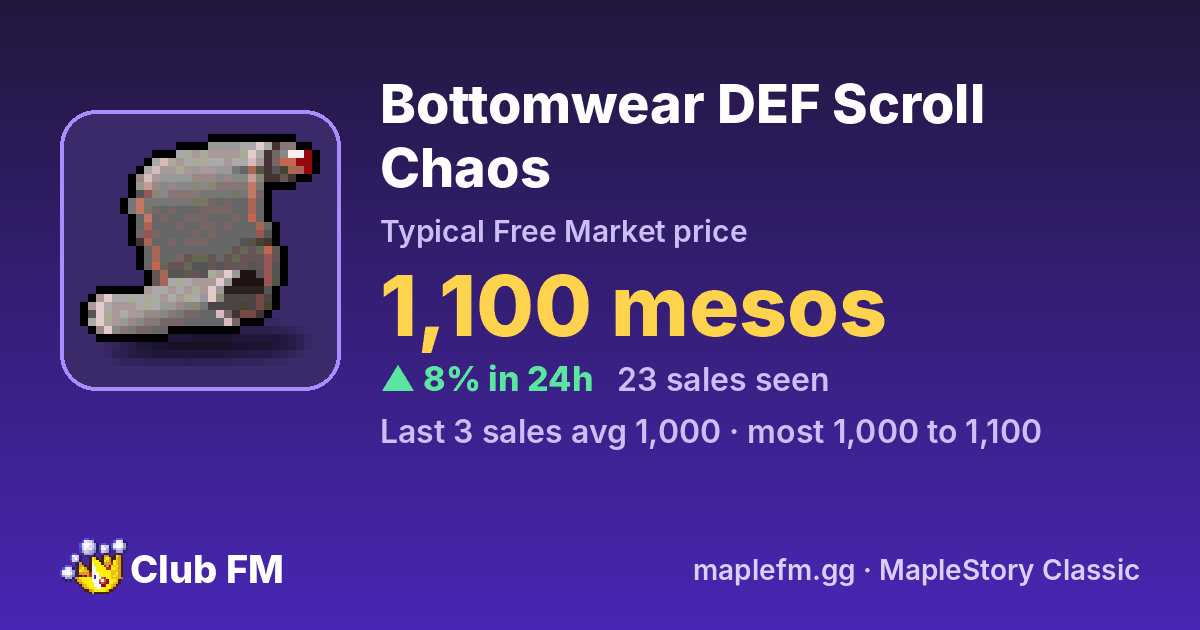 Bottomwear DEF Scroll
Chaos
Typical Free Market price
1,100 mesos
▲ 8% in 24h 23 sales seen
Last 3 sales avg 1,000 · most 1,000 to 1,100
Club FM
maplefm.gg · MapleStory Classic